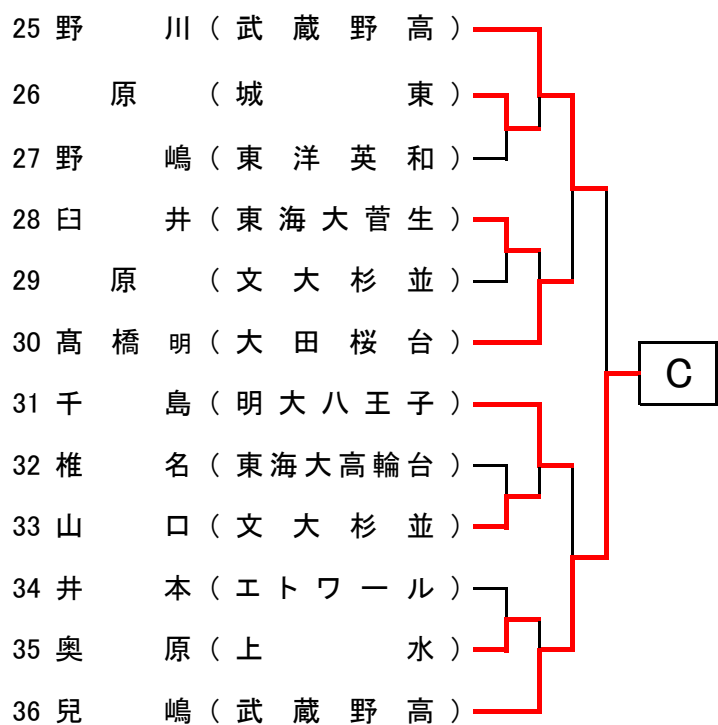 25 野川（武蔵野高）
26 原（城東）
27 野嶋（東洋英和）
28 臼井（東海大菅生）
29 原（文大杉並）
30 髙橋明（大田桜台）
C
31 千島（明大八王子）
32 椎名（東海大高輪台）
33 山口（文大杉並）
34 井本（エトワール）
35 奥原（上水）
36 兒嶋（武蔵野高）